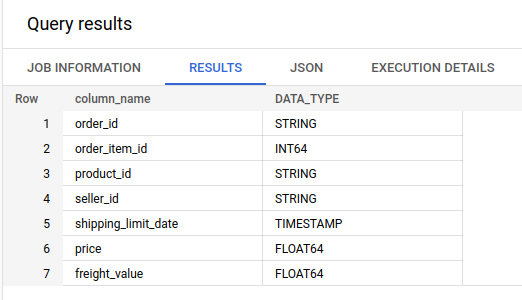 Query results
JOB INFORMATION RESULTS JSON EXECUTION DETAILS
Row column_name DATA_TYPE
1 order_id STRING
2 order_item_id INT64
3 product_id STRING
4 seller_id STRING
5 shipping_limit_date TIMESTAMP
6 price FLOAT64
7 freight_value FLOAT64